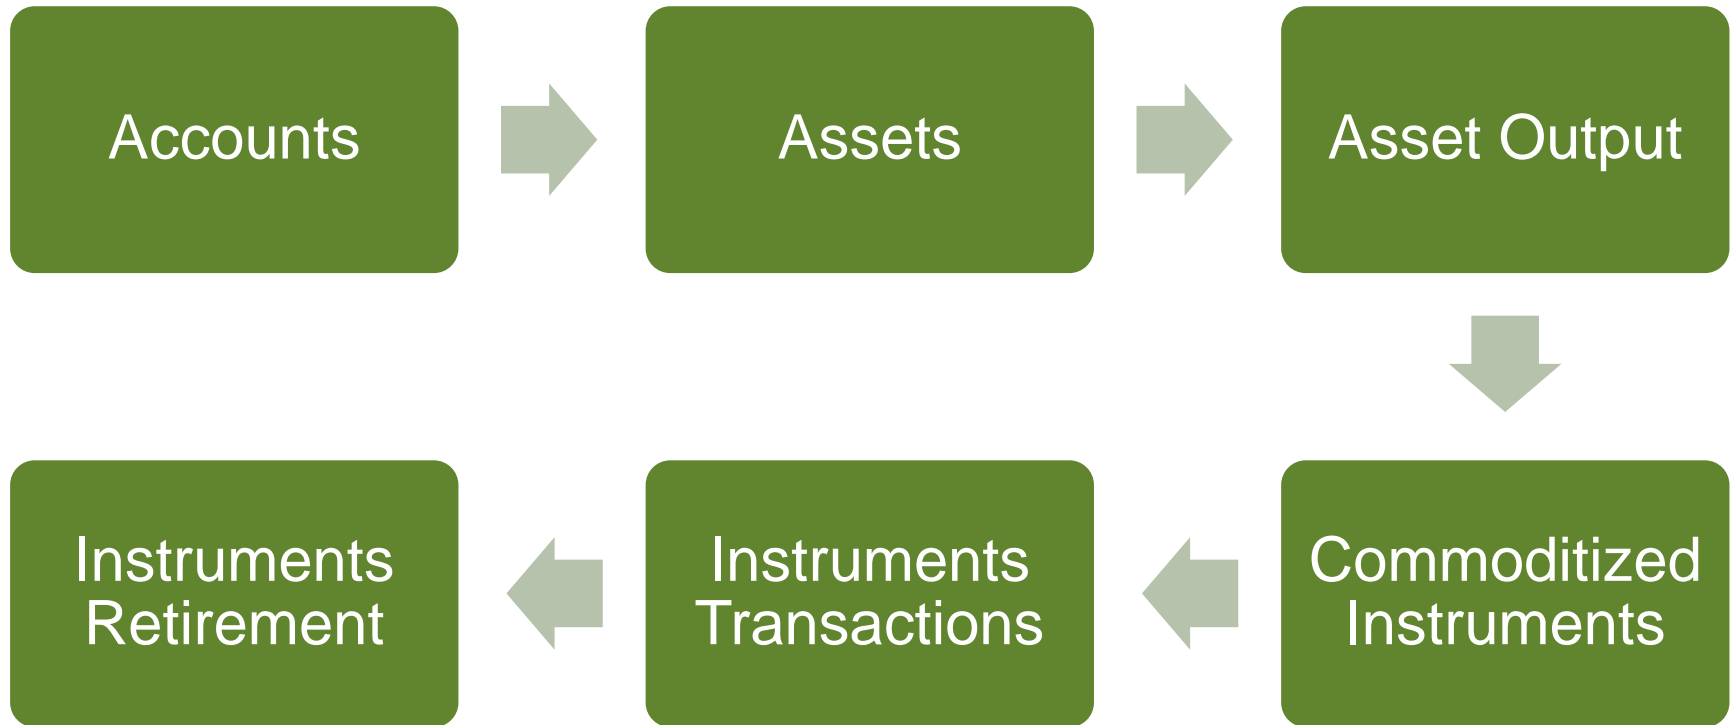 Accounts
Assets
Asset Output
Commoditized
Instruments
Instruments
Transactions
Instruments
Retirement